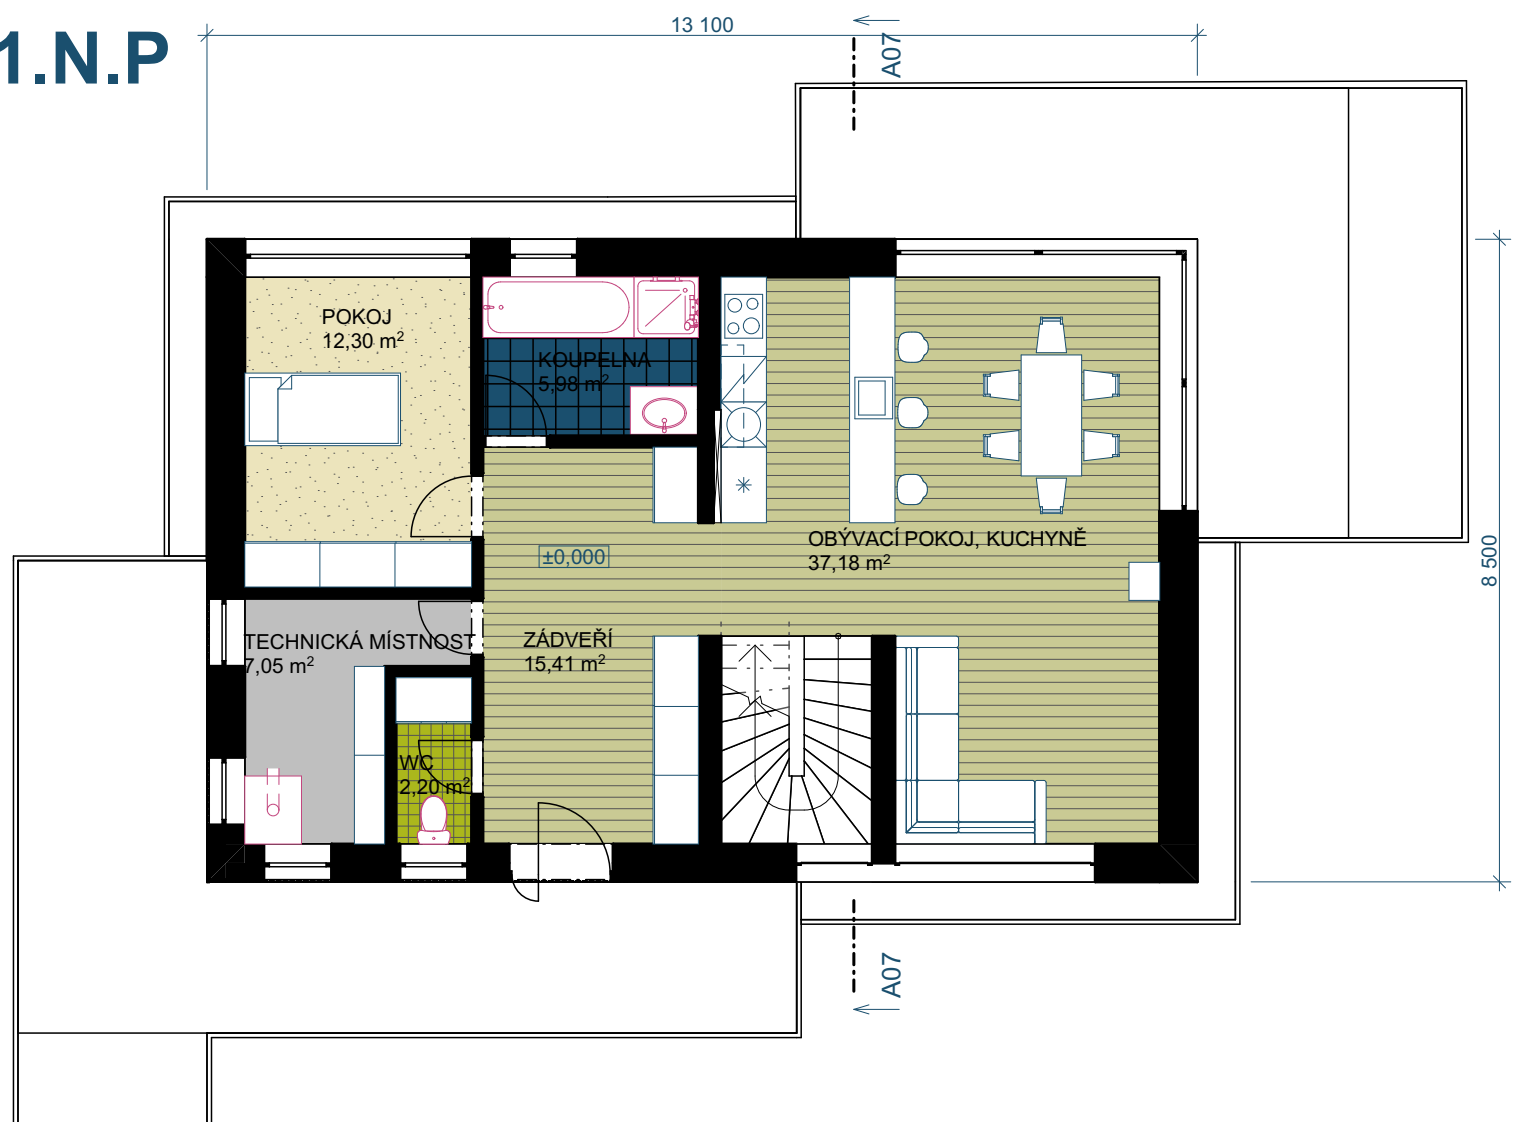 1.N.P
13 100
A07
POKOJ
12,30 m²
KOUPELNA
5,98 m²
OBÝVACÍ POKOJ, KUCHYNĚ
37,18 m²
±0,000
8 500
TECHNICKÁ MÍSTNOST
7,05 m²
ZÁDVEŘÍ
15,41 m²
WC
2,20 m²
A07